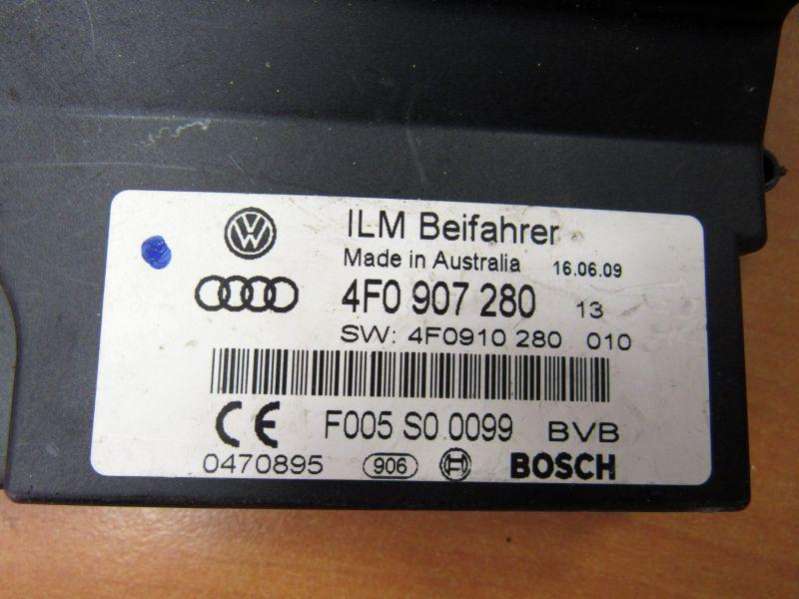 ILM Beifahrer
Made in Australia 16.06.09
4F0 907 280 13
SW: 4F0910 280 010
CE F005 S0 0099 BVB
0470895 906 BOSCH